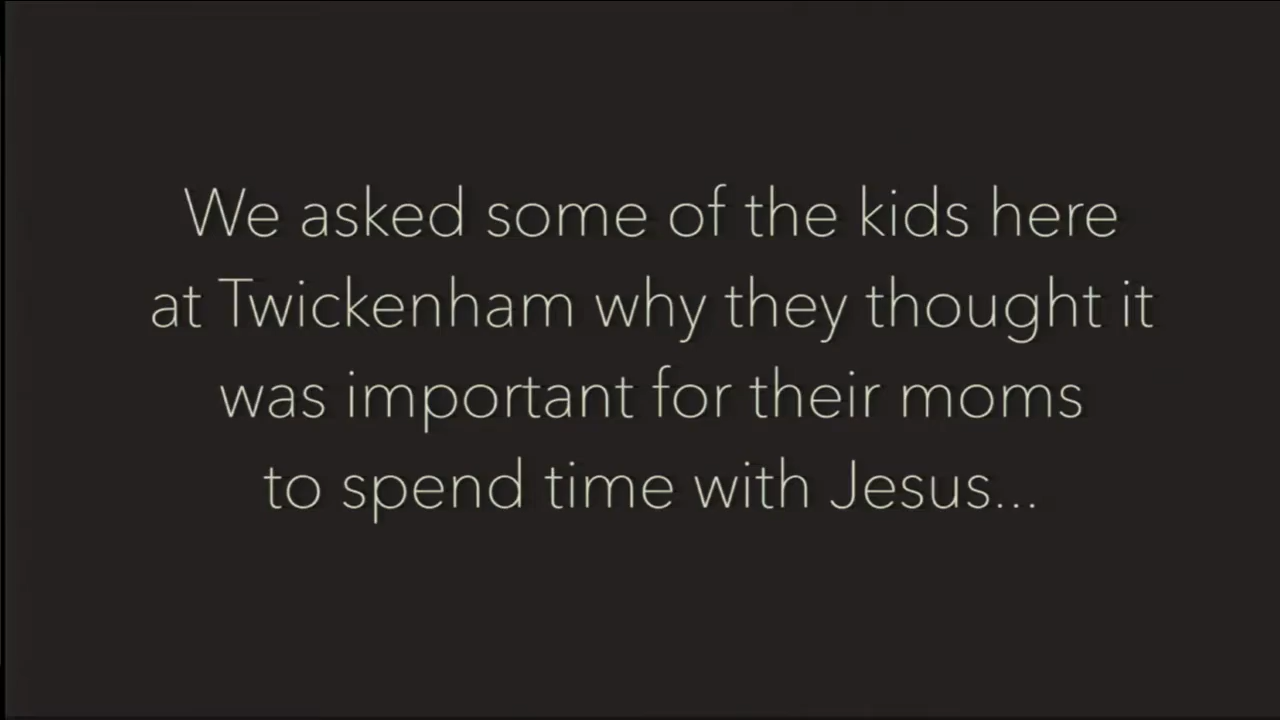 We asked some of the kids here
at Twickenham why they thought it
was important for their moms
to spend time with Jesus...